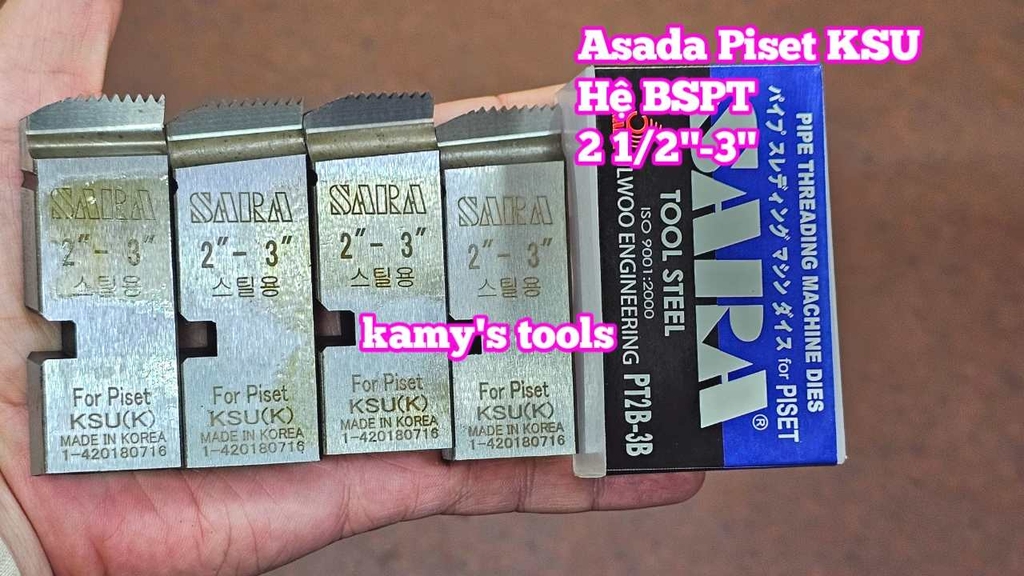 Asada Piset KSU
Hệ BSPT
2 1/2"-3"
kamy's tools
SARA
2"- 3"
스틸용
For Piset
KSU(K)
MADE IN KOREA
1-420180716
SARA
2"- 3"
스틸용
For Piset
KSU(K)
MADE IN KOREA
1-420180716
SARA
2"- 3"
스틸용
For Piset
KSU(K)
MADE IN KOREA
1-420180716
SARA
2"- 3"
스틸용
For Piset
KSU(K)
MADE IN KOREA
1-420180716
PIPE THREADING MACHINE DIES
パイプ スレディング マシン ダイス for PISET
SARA®
TOOL STEEL
ISO 9001:2000
ENGINEERING PT2B-3B